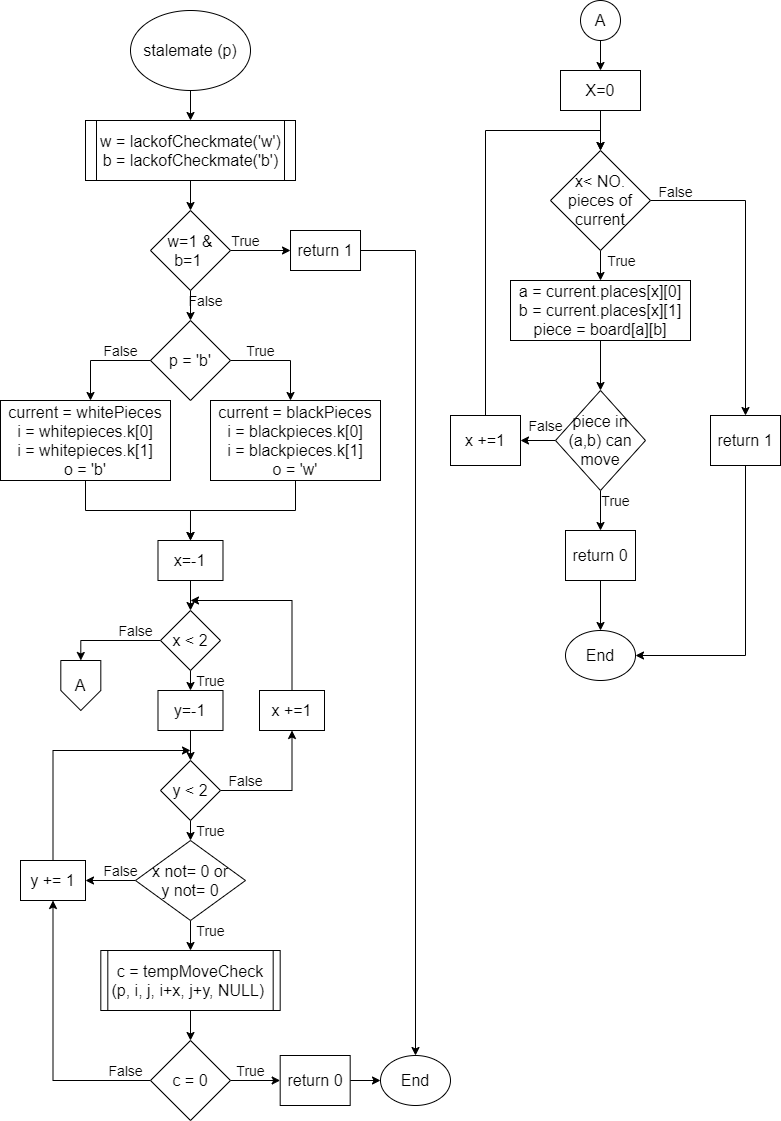 stalemate (p)
w = lackofCheckmate('w')
b = lackofCheckmate('b')
w=1 &
b=1
True
return 1
False
p = 'b'
False
True
current = whitePieces
i = whitepieces.k[0]
i = whitepieces.k[1]
o = 'b'
current = blackPieces
i = blackpieces.k[0]
i = blackpieces.k[1]
o = 'w'
x=-1
x < 2
False
A
True
y=-1
x +=1
y < 2
False
True
x not= 0 or
y not= 0
False
y += 1
True
c = tempMoveCheck
(p, i, j, i+x, j+y, NULL)
c = 0
False
True
return 0
End
A
X=0
x< NO.
pieces of
current
False
True
a = current.places[x][0]
b = current.places[x][1]
piece = board[a][b]
piece in
(a,b) can
move
False
x +=1
return 1
True
return 0
End